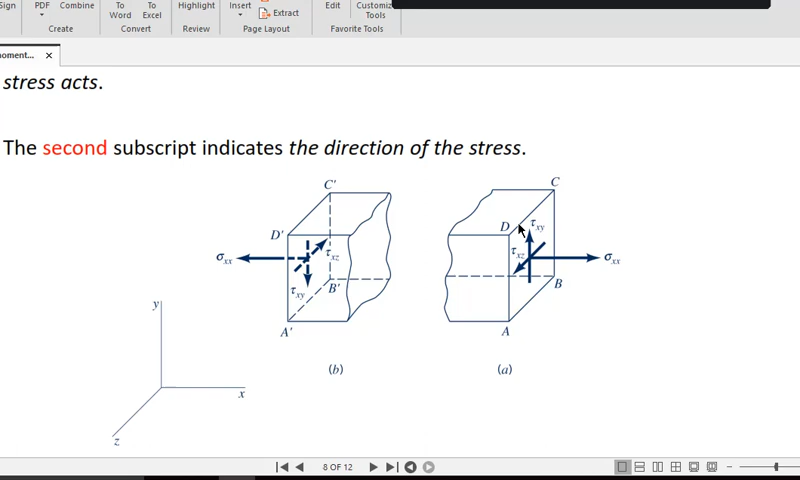 Sign
PDF
Combine
To
Word
To
Excel
Highlight
Insert
Extract
Edit
Customiz
Tools
Create
Convert
Review
Page Layout
Favorite Tools
oment... ×
stress acts.
The second subscript indicates the direction of the stress.
C'
D'
σxx
τxz
τxy
B'
A'
(b)
C
D
τxy
τxz
σxx
B
A
(a)
y
x
z
8 OF 12